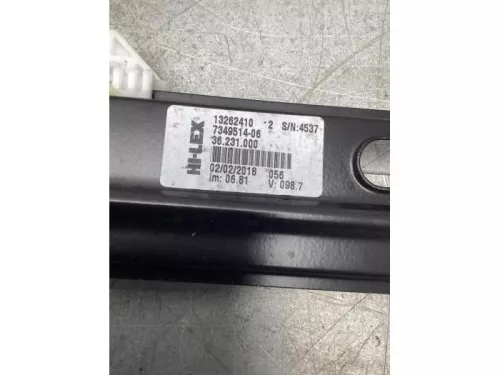 HI-LEX
13262410 -2 S/N:4537
7349514-06
36.231.000
02/02/2018 056
Im: 06.81 V: 098.7